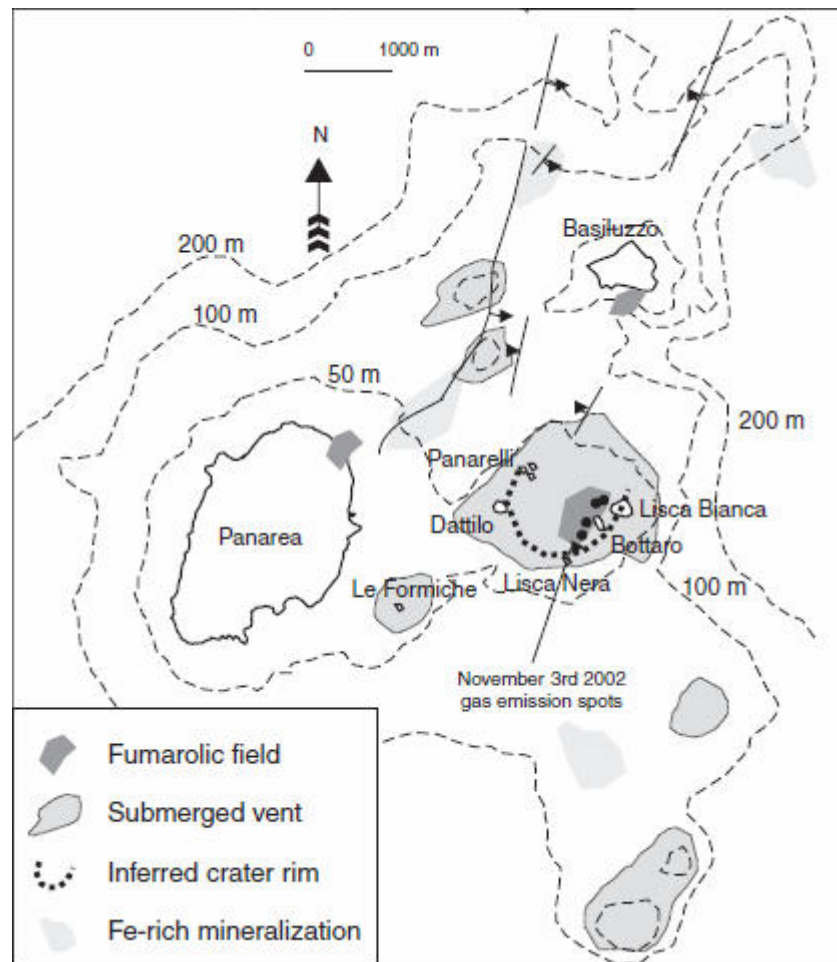 0 1000 m
N
Basiluzzo
200 m
100 m
50 m
200 m
Panarelli
Lisca Bianca
Dattilo
Panarea
Bottaro
Le Formiche
Lisca Nera
100 m
November 3rd 2002
gas emission spots
Fumarolic field
Submerged vent
Inferred crater rim
Fe-rich mineralization